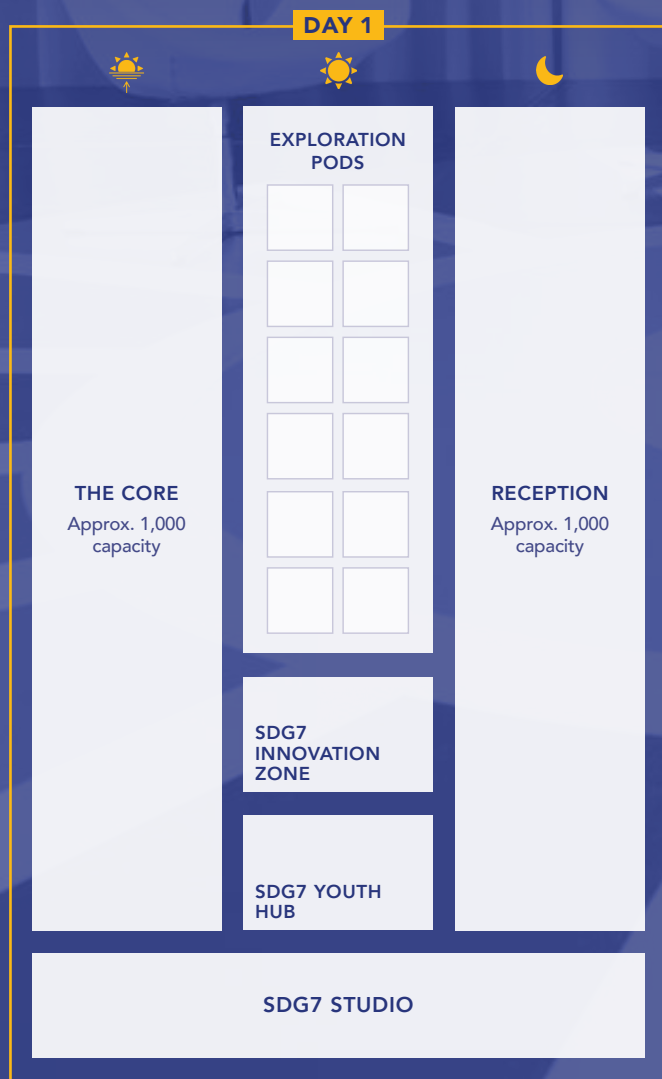 DAY 1
THE CORE
Approx. 1,000
capacity
EXPLORATION
PODS
SDG7
INNOVATION
ZONE
SDG7 YOUTH
HUB
RECEPTION
Approx. 1,000
capacity
SDG7 STUDIO